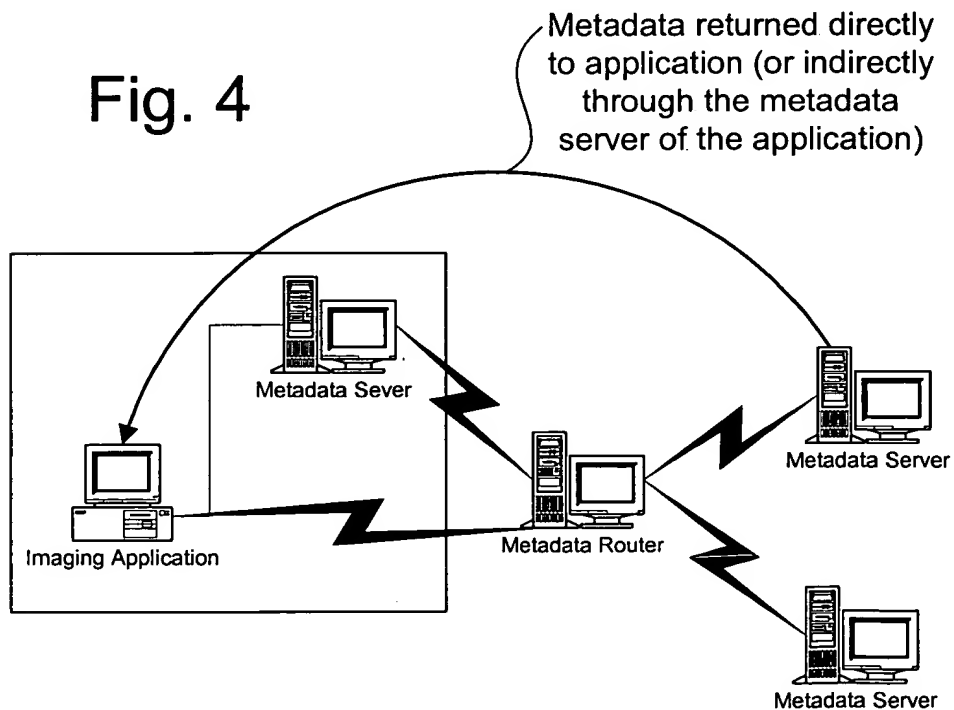 Fig. 4
Metadata returned directly
to application (or indirectly
through the metadata
server of the application)
Metadata Sever
Metadata Server
Imaging Application
Metadata Router
Metadata Server